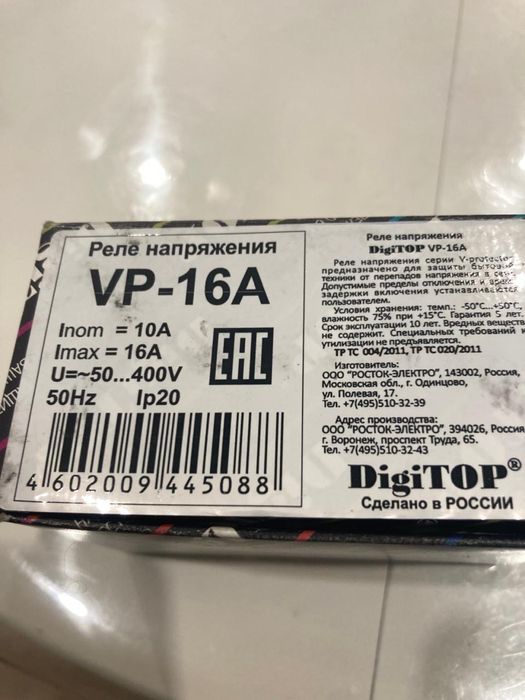 Реле напряжения
VP-16A
Inom = 10A
Imax = 16A
U=~50...400V
50Hz Ip20
EAC
4 602009 445088
Реле напряжения
DigiTOP VP-16A
Реле напряжения серии V-protector
предназначено для защиты бытовой
техники от перепадов напряжения в сети.
Допустимые пределы отключения и время
задержки включения устанавливаются
пользователем.
Условия хранения: темп.: -50°C...+50°C,
влажность 75% при +15°C. Гарантия 5 лет.
Срок эксплуатации 10 лет. Вредных веществ
не содержит. Специальных требований к
утилизации не предъявляется.
ТР ТС 004/2011, ТР ТС 020/2011
Изготовитель:
ООО "РОСТОК-ЭЛЕКТРО", 143002, Россия,
Московская обл., г. Одинцово,
ул. Полевая, 17.
Тел. +7(495)510-32-39
Адрес производства:
ООО "РОСТОК-ЭЛЕКТРО", 394026, Россия
г. Воронеж, проспект Труда, 65.
Тел. +7(495)510-32-43
DigiTOP®
Сделано в РОССИИ